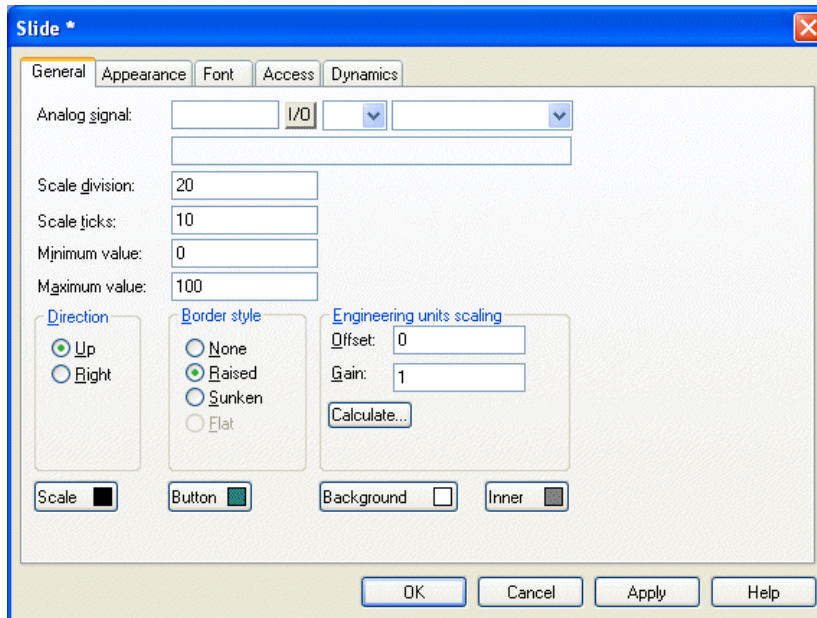 Slide *
General Appearance Font Access Dynamics
Analog signal: I/O
Scale division: 20
Scale ticks: 10
Minimum value: 0
Maximum value: 100
Direction Border style Engineering units scaling
Up None Offset: 0
Right Raised Gain: 1
Sunken Calculate...
Flat
Scale Button Background Inner
OK Cancel Apply Help